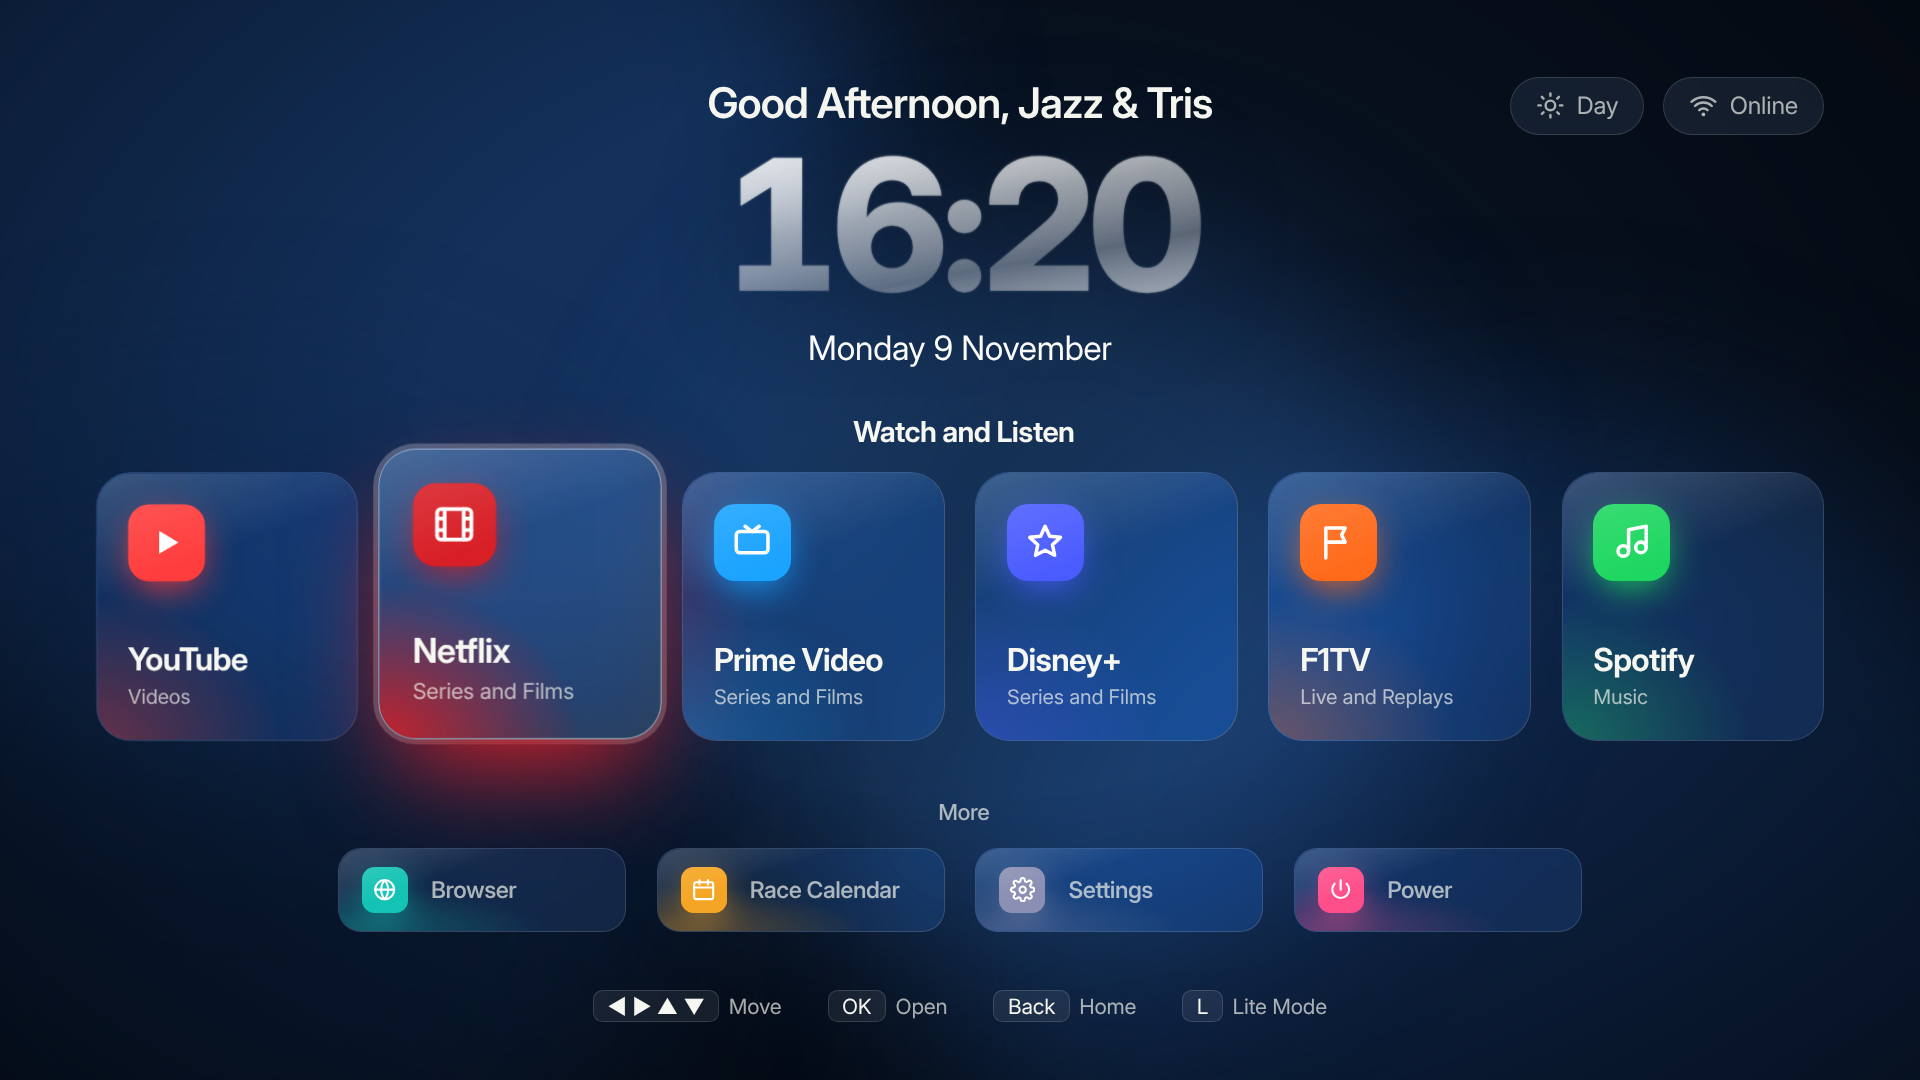 Good Afternoon, Jazz & Tris
Day
Online
16:20
Monday 9 November
Watch and Listen
YouTube
Videos
Netflix
Series and Films
Prime Video
Series and Films
Disney+
Series and Films
F1TV
Live and Replays
Spotify
Music
More
Browser
Race Calendar
Settings
Power
◀ ▶ ▲ ▼ Move
OK Open
Back Home
L Lite Mode